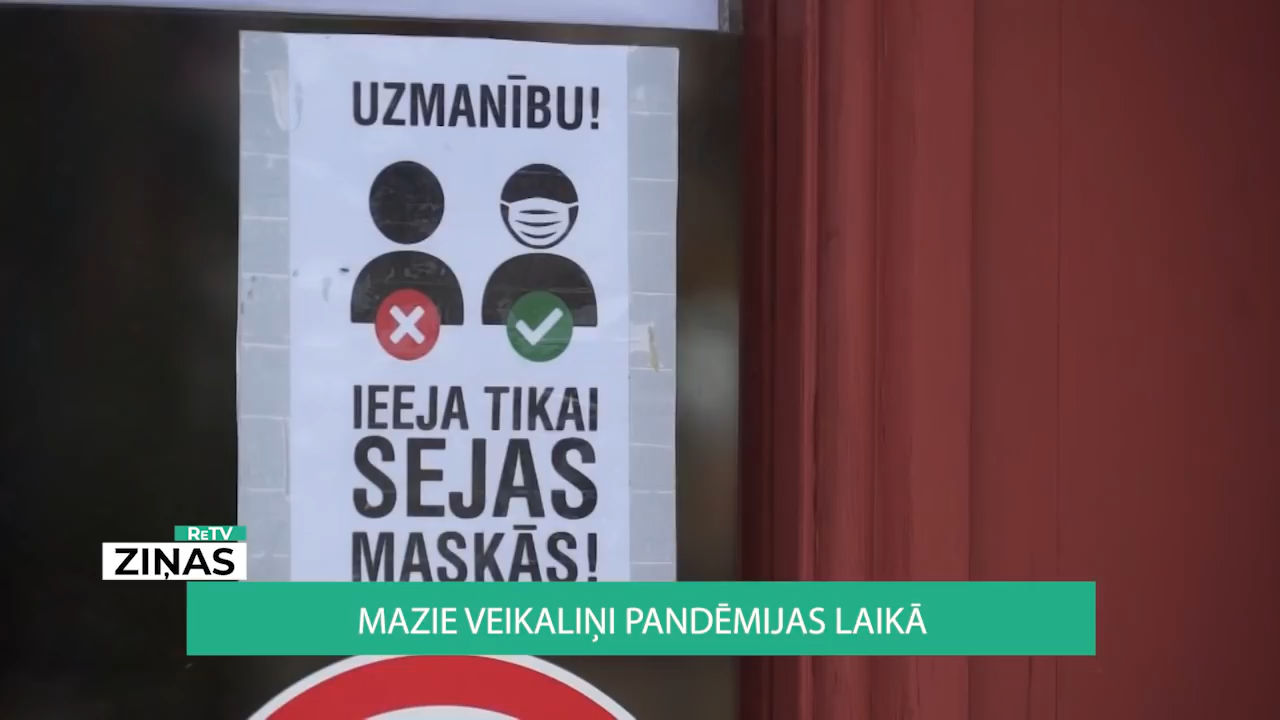 UZMANĪBU!
IEEJA TIKAI
SEJAS
MASKĀS!
ReTV
ZIŅAS
MAZIE VEIKALIŅI PANDĒMIJAS LAIKĀ